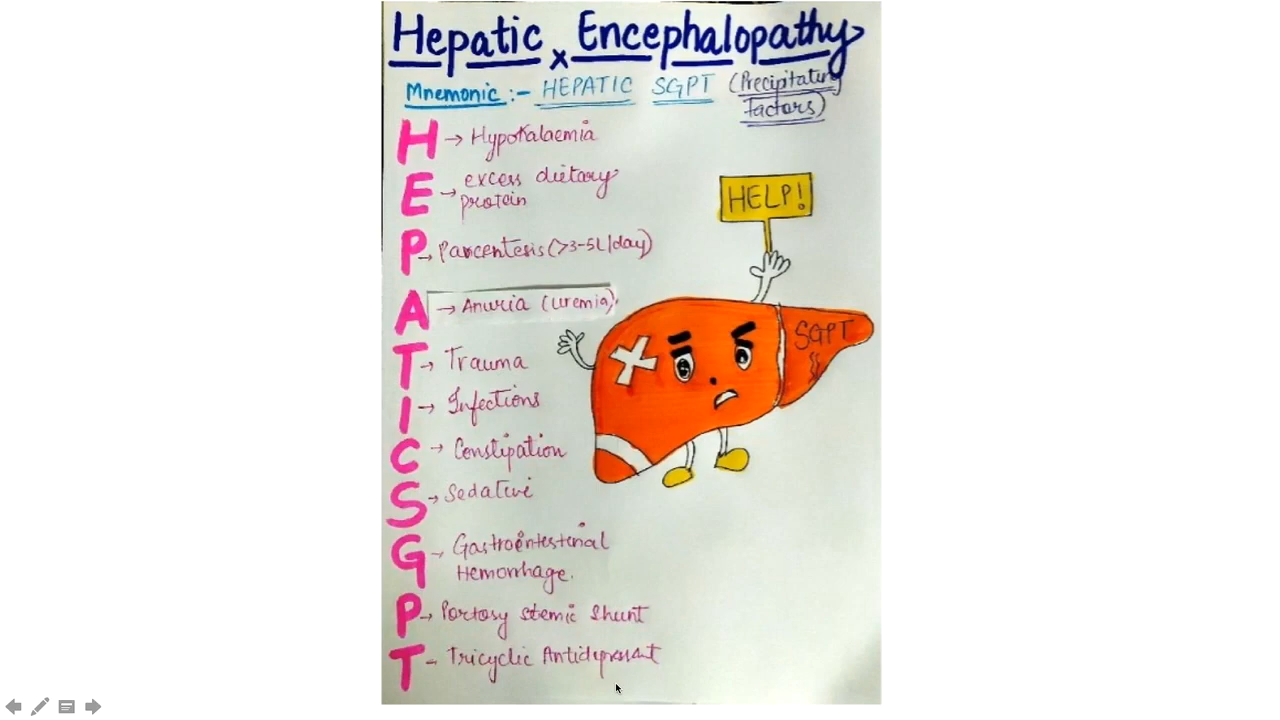 Hepatic Encephalopathy
Mnemonic :- HEPATIC SGPT (Precipitating
Factors)
H → Hypokalaemia
E → excess dietary
protein
P → Paracentesis (>3-5L/day)
A → Anuria (uremia)
T → Trauma
I → Infections
C → Constipation
S → Sedative
G → Gastrointestinal
Hemorrhage.
P → Portosystemic Shunt
T → Tricyclic Antidepressant
HELP!
SGPT